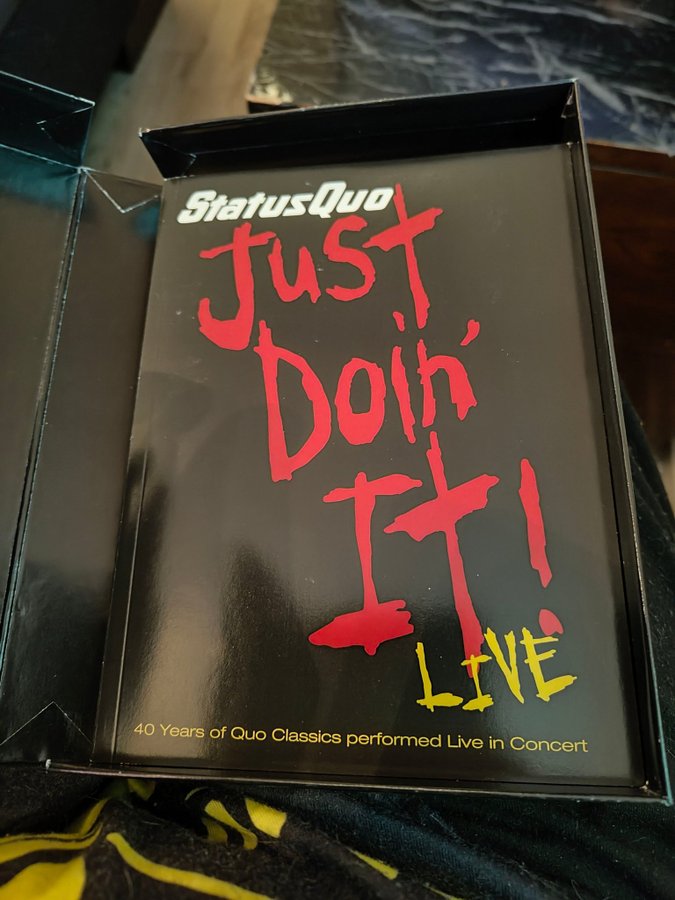 StatusQuo
Just
Doin'
It!
LIVE
40 Years of Quo Classics performed Live in Concert